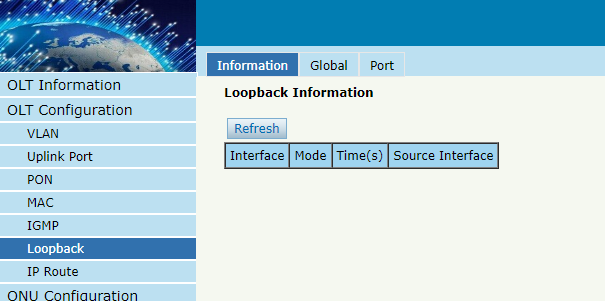 Information Global Port
OLT Information
OLT Configuration
VLAN
Uplink Port
PON
MAC
IGMP
Loopback
IP Route
ONU Configuration
Loopback Information
Refresh
Interface Mode Time(s) Source Interface